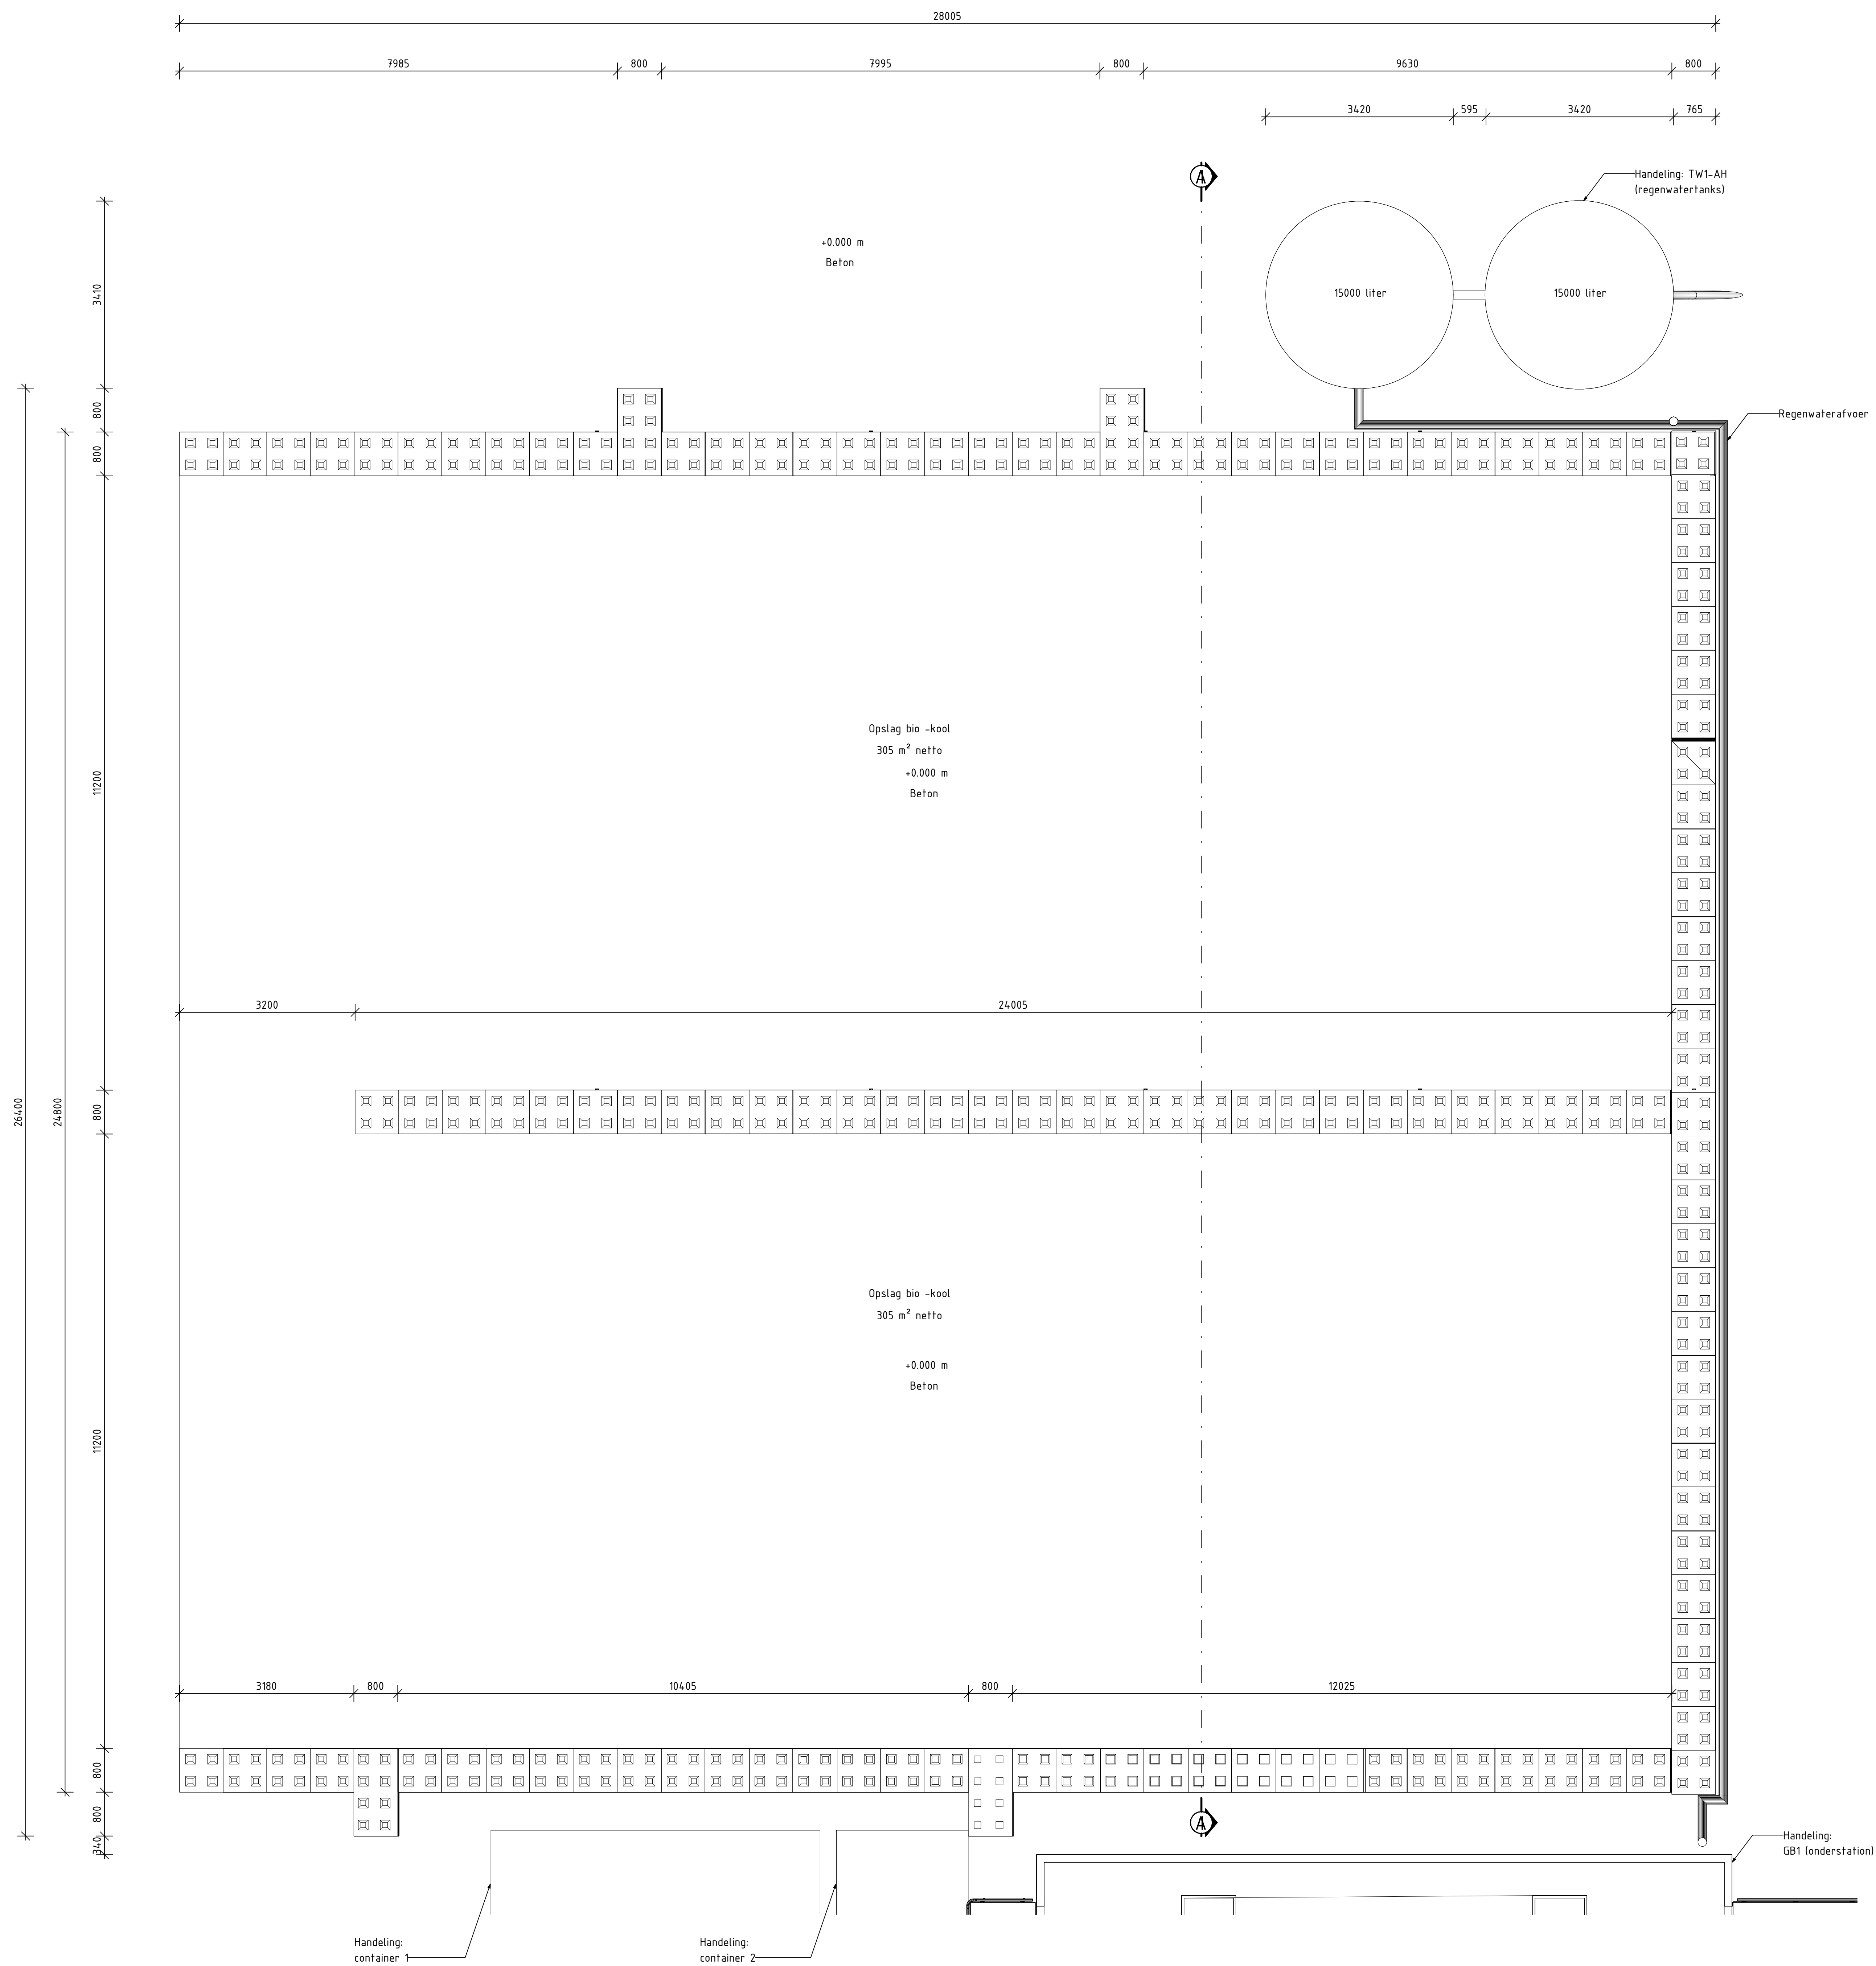 28005
7985 800 7995 800 9630 800
3420 595 3420 765
A
Handeling: TW1-AH
(regenwatertanks)
+0.000 m
Beton
15000 liter 15000 liter
3410
800
Regenwaterafvoer
800
Opslag bio -kool
305 m² netto
+0.000 m
Beton
11200
3200 24005
26400
24800
800
Opslag bio -kool
305 m² netto
+0.000 m
Beton
11200
3180 800 10405 800 12025
800
800
A
340
Handeling:
GB1 (onderstation)
Handeling:
container 1
Handeling:
container 2